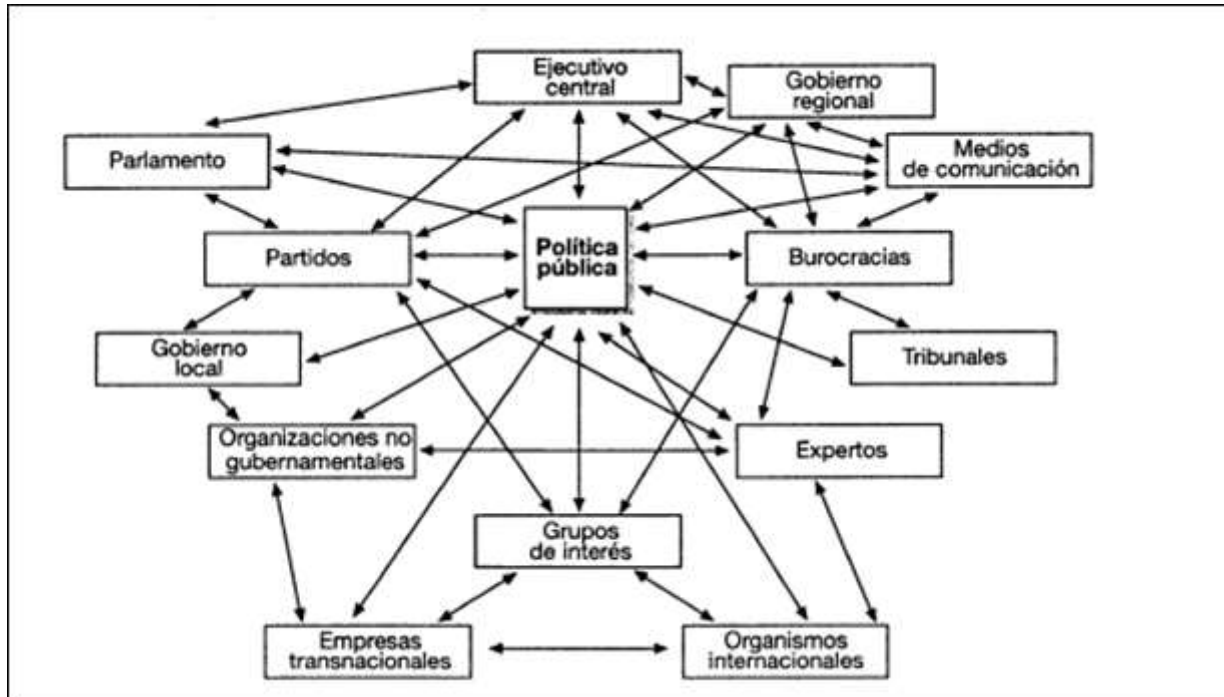 Ejecutivo
central
Gobierno
regional
Parlamento
Medios
de comunicación
Partidos
Política
pública
Burocracias
Gobierno
local
Tribunales
Organizaciones no
gubernamentales
Expertos
Grupos
de interés
Empresas
transnacionales
Organismos
internacionales